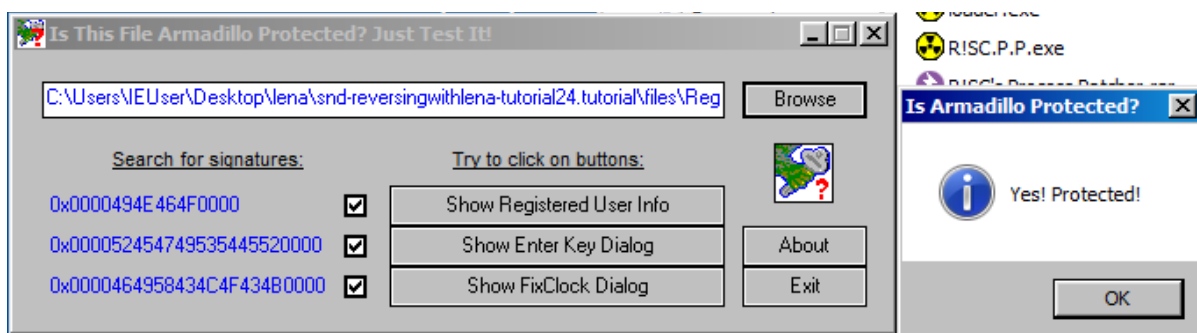 Is This File Armadillo Protected? Just Test It!
C:\Users\IEUser\Desktop\lena\snd-reversingwithlena-tutorial24.tutorial\files\Reg
Browse
Search for signatures:
Try to click on buttons:
0x0000494E464F0000
Show Registered User Info
0x000052454749535445520000
Show Enter Key Dialog
About
0x0000464958434C4F434B0000
Show FixClock Dialog
Exit
R!SC.P.P.exe
Is Armadillo Protected?
Yes! Protected!
OK